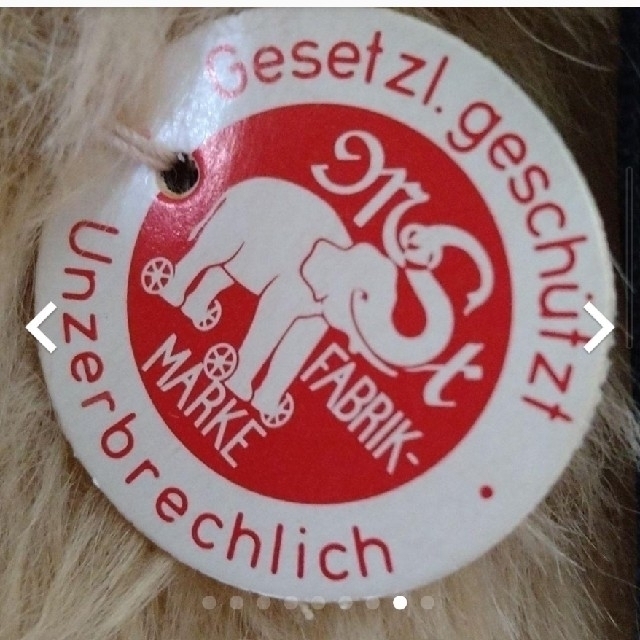 Gesetzl. geschützt
Unzerbrechlich
MSt
FABRIK-
MARKE